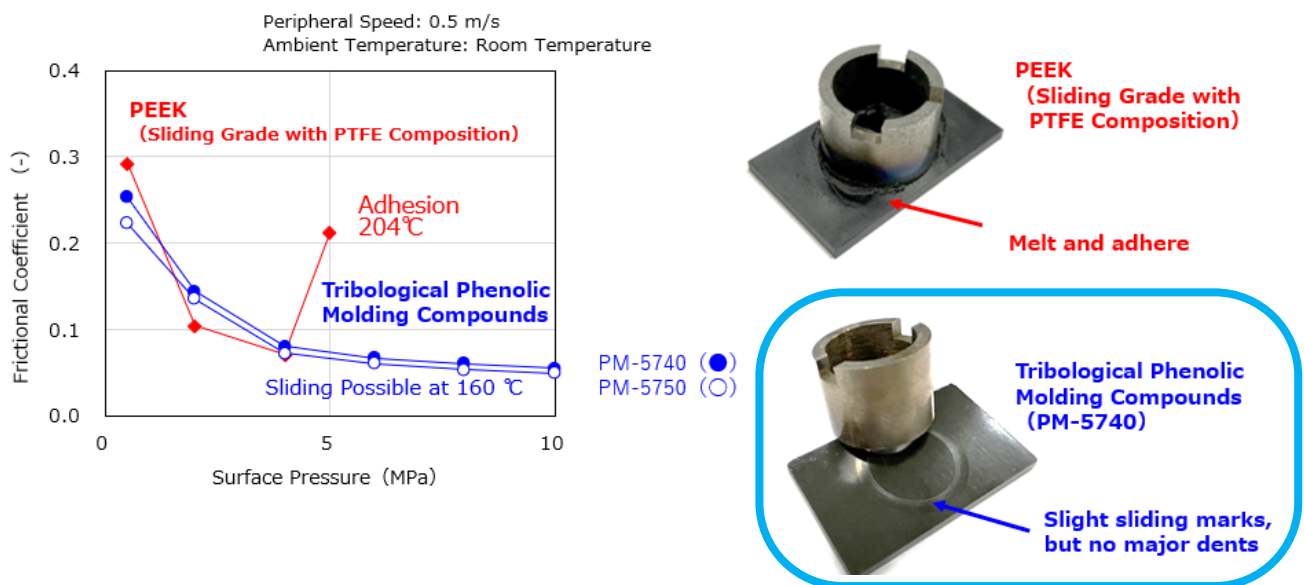 Peripheral Speed: 0.5 m/s
Ambient Temperature: Room Temperature
Frictional Coefficient (-)
0.4
0.3
0.2
0.1
0.0
PEEK
（Sliding Grade with PTFE Composition）
Adhesion
204℃
Tribological Phenolic
Molding Compounds
PM-5740（●）
PM-5750（○）
Sliding Possible at 160 ℃
0
5
10
Surface Pressure（MPa）
PEEK
（Sliding Grade with
PTFE Composition）
Melt and adhere
Tribological Phenolic
Molding Compounds
（PM-5740）
Slight sliding marks,
but no major dents